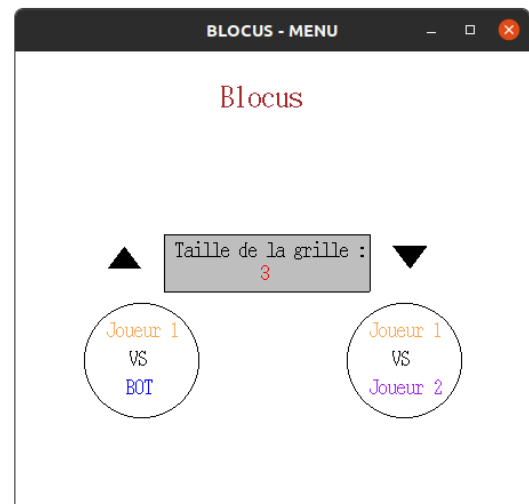 BLOCUS - MENU
Blocus
Taille de la grille :
3
Joueur 1
VS
BOT
Joueur 1
VS
Joueur 2